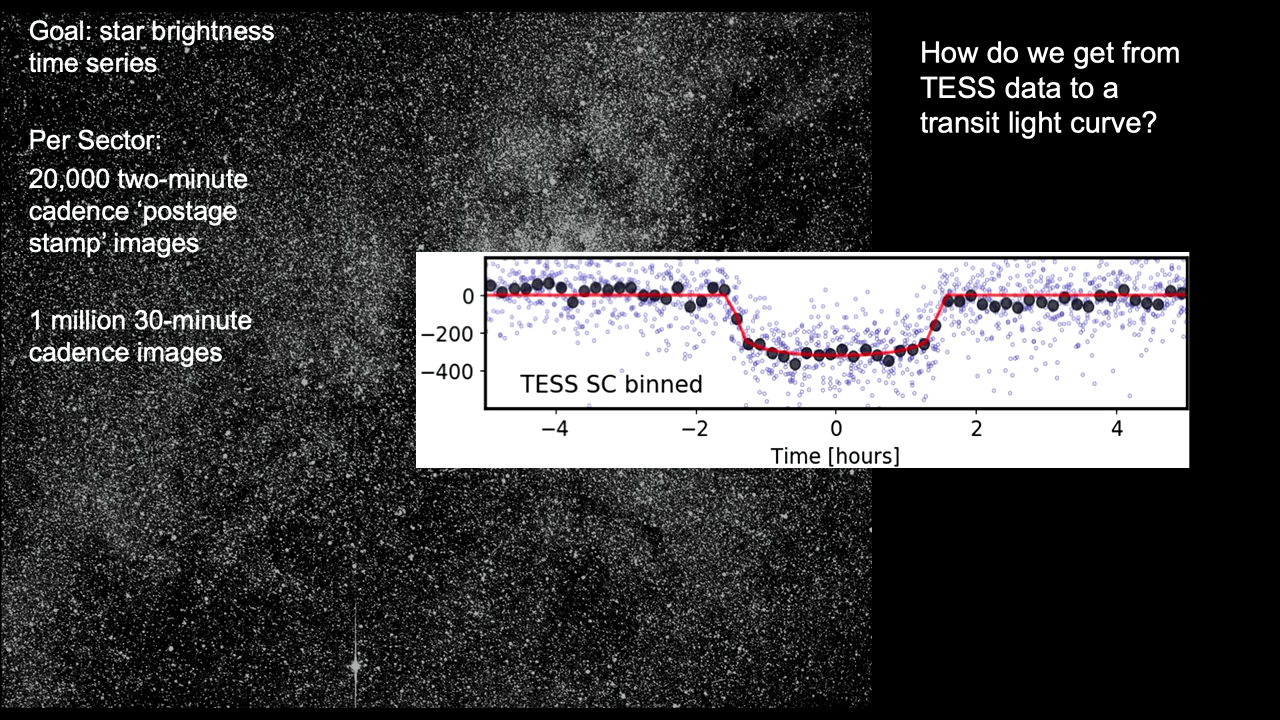 Goal: star brightness
time series
Per Sector:
20,000 two-minute
cadence ‘postage
stamp’ images
1 million 30-minute
cadence images
How do we get from
TESS data to a
transit light curve?
0
−200
−400
TESS SC binned
−4 −2 0 2 4
Time [hours]